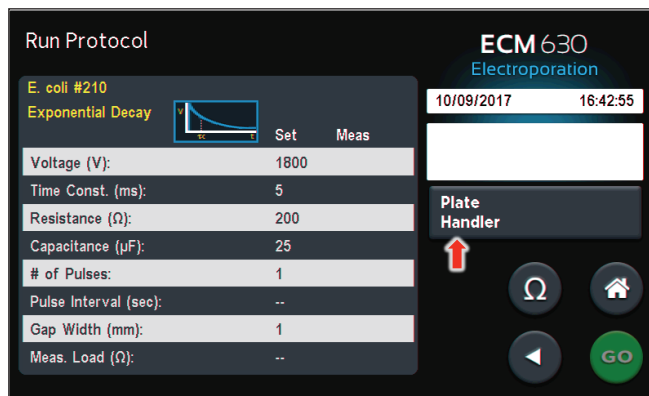 Run Protocol
E. coli #210
Exponential Decay
V
τc
t
Set Meas
Voltage (V): 1800
Time Const. (ms): 5
Resistance (Ω): 200
Capacitance (µF): 25
# of Pulses: 1
Pulse Interval (sec): --
Gap Width (mm): 1
Meas. Load (Ω): --
ECM 630
Electroporation
10/09/2017 16:42:55
Plate
Handler
Ω
GO